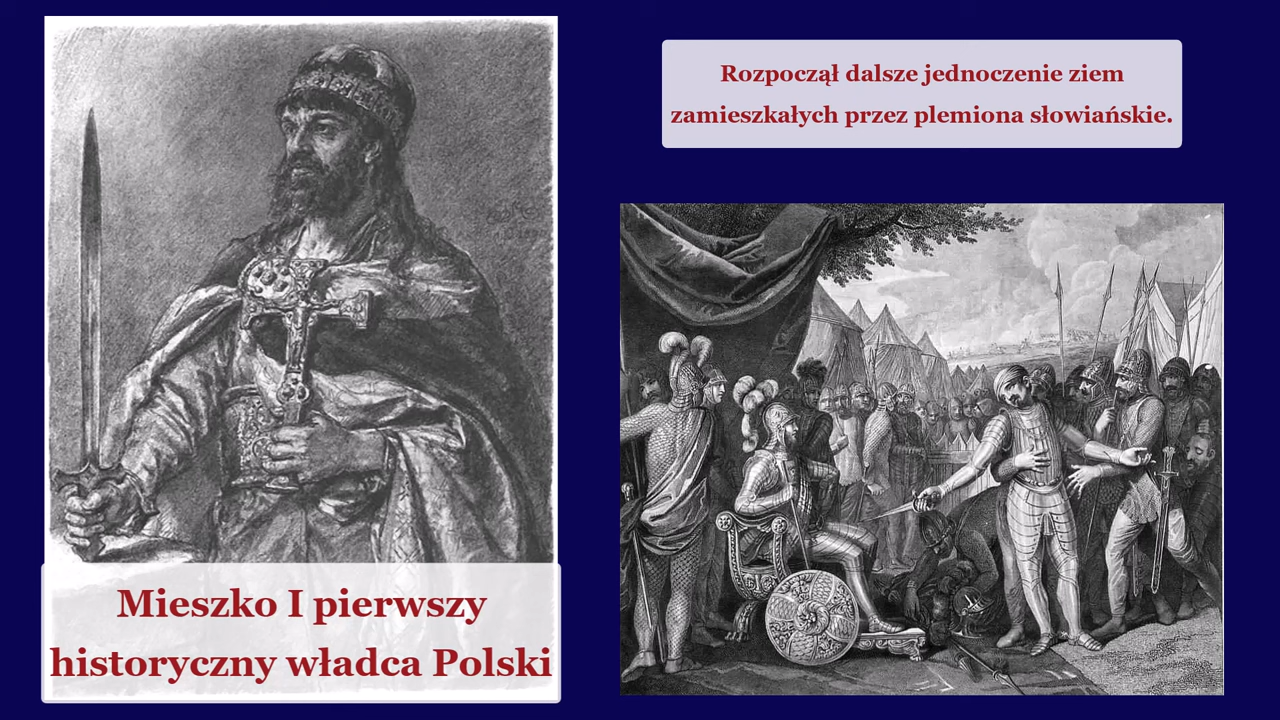 Mieszko I pierwszy
historyczny władca Polski
Rozpoczął dalsze jednoczenie ziem
zamieszkałych przez plemiona słowiańskie.